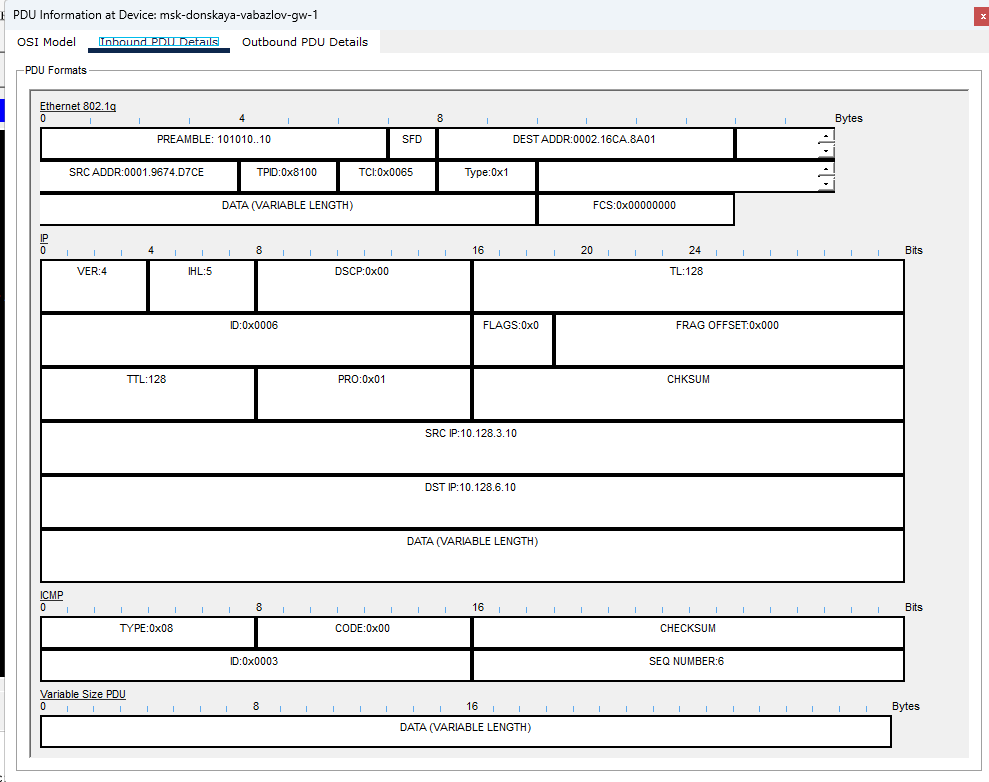 PDU Information at Device: msk-donskaya-vabazlov-gw-1
x
OSI Model Inbound PDU Details Outbound PDU Details
PDU Formats
Ethernet 802.1q
0 4 8 Bytes
PREAMBLE: 101010..10 SFD DEST ADDR:0002.16CA.8A01
SRC ADDR:0001.9674.D7CE TPID:0x8100 TCI:0x0065 Type:0x1
DATA (VARIABLE LENGTH) FCS:0x00000000
IP
0 4 8 16 20 24 Bits
VER:4 IHL:5 DSCP:0x00 TL:128
ID:0x0006 FLAGS:0x0 FRAG OFFSET:0x000
TTL:128 PRO:0x01 CHKSUM
SRC IP:10.128.3.10
DST IP:10.128.6.10
DATA (VARIABLE LENGTH)
ICMP
0 8 16 Bits
TYPE:0x08 CODE:0x00 CHECKSUM
ID:0x0003 SEQ NUMBER:6
Variable Size PDU
0 8 16 Bytes
DATA (VARIABLE LENGTH)